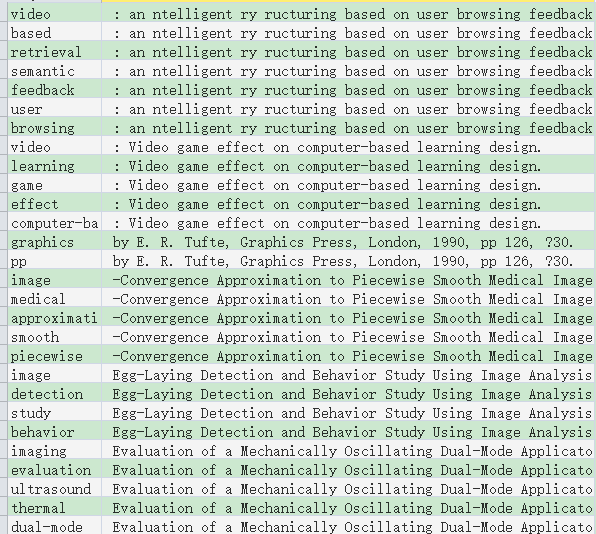 video : an ntelligent ry ructuring based on user browsing feedback
based : an ntelligent ry ructuring based on user browsing feedback
retrieval : an ntelligent ry ructuring based on user browsing feedback
semantic : an ntelligent ry ructuring based on user browsing feedback
feedback : an ntelligent ry ructuring based on user browsing feedback
user : an ntelligent ry ructuring based on user browsing feedback
browsing : an ntelligent ry ructuring based on user browsing feedback
video : Video game effect on computer-based learning design.
learning : Video game effect on computer-based learning design.
game : Video game effect on computer-based learning design.
effect : Video game effect on computer-based learning design.
computer-ba : Video game effect on computer-based learning design.
graphics by E. R. Tufte, Graphics Press, London, 1990, pp 126, ?30.
pp by E. R. Tufte, Graphics Press, London, 1990, pp 126, ?30.
image -Convergence Approximation to Piecewise Smooth Medical Image
medical -Convergence Approximation to Piecewise Smooth Medical Image
approximati -Convergence Approximation to Piecewise Smooth Medical Image
smooth -Convergence Approximation to Piecewise Smooth Medical Image
piecewise -Convergence Approximation to Piecewise Smooth Medical Image
image Egg-Laying Detection and Behavior Study Using Image Analysis
detection Egg-Laying Detection and Behavior Study Using Image Analysis
study Egg-Laying Detection and Behavior Study Using Image Analysis
behavior Egg-Laying Detection and Behavior Study Using Image Analysis
imaging Evaluation of a Mechanically Oscillating Dual-Mode Applicato
evaluation Evaluation of a Mechanically Oscillating Dual-Mode Applicato
ultrasound Evaluation of a Mechanically Oscillating Dual-Mode Applicato
thermal Evaluation of a Mechanically Oscillating Dual-Mode Applicato
dual-mode Evaluation of a Mechanically Oscillating Dual-Mode Applicato